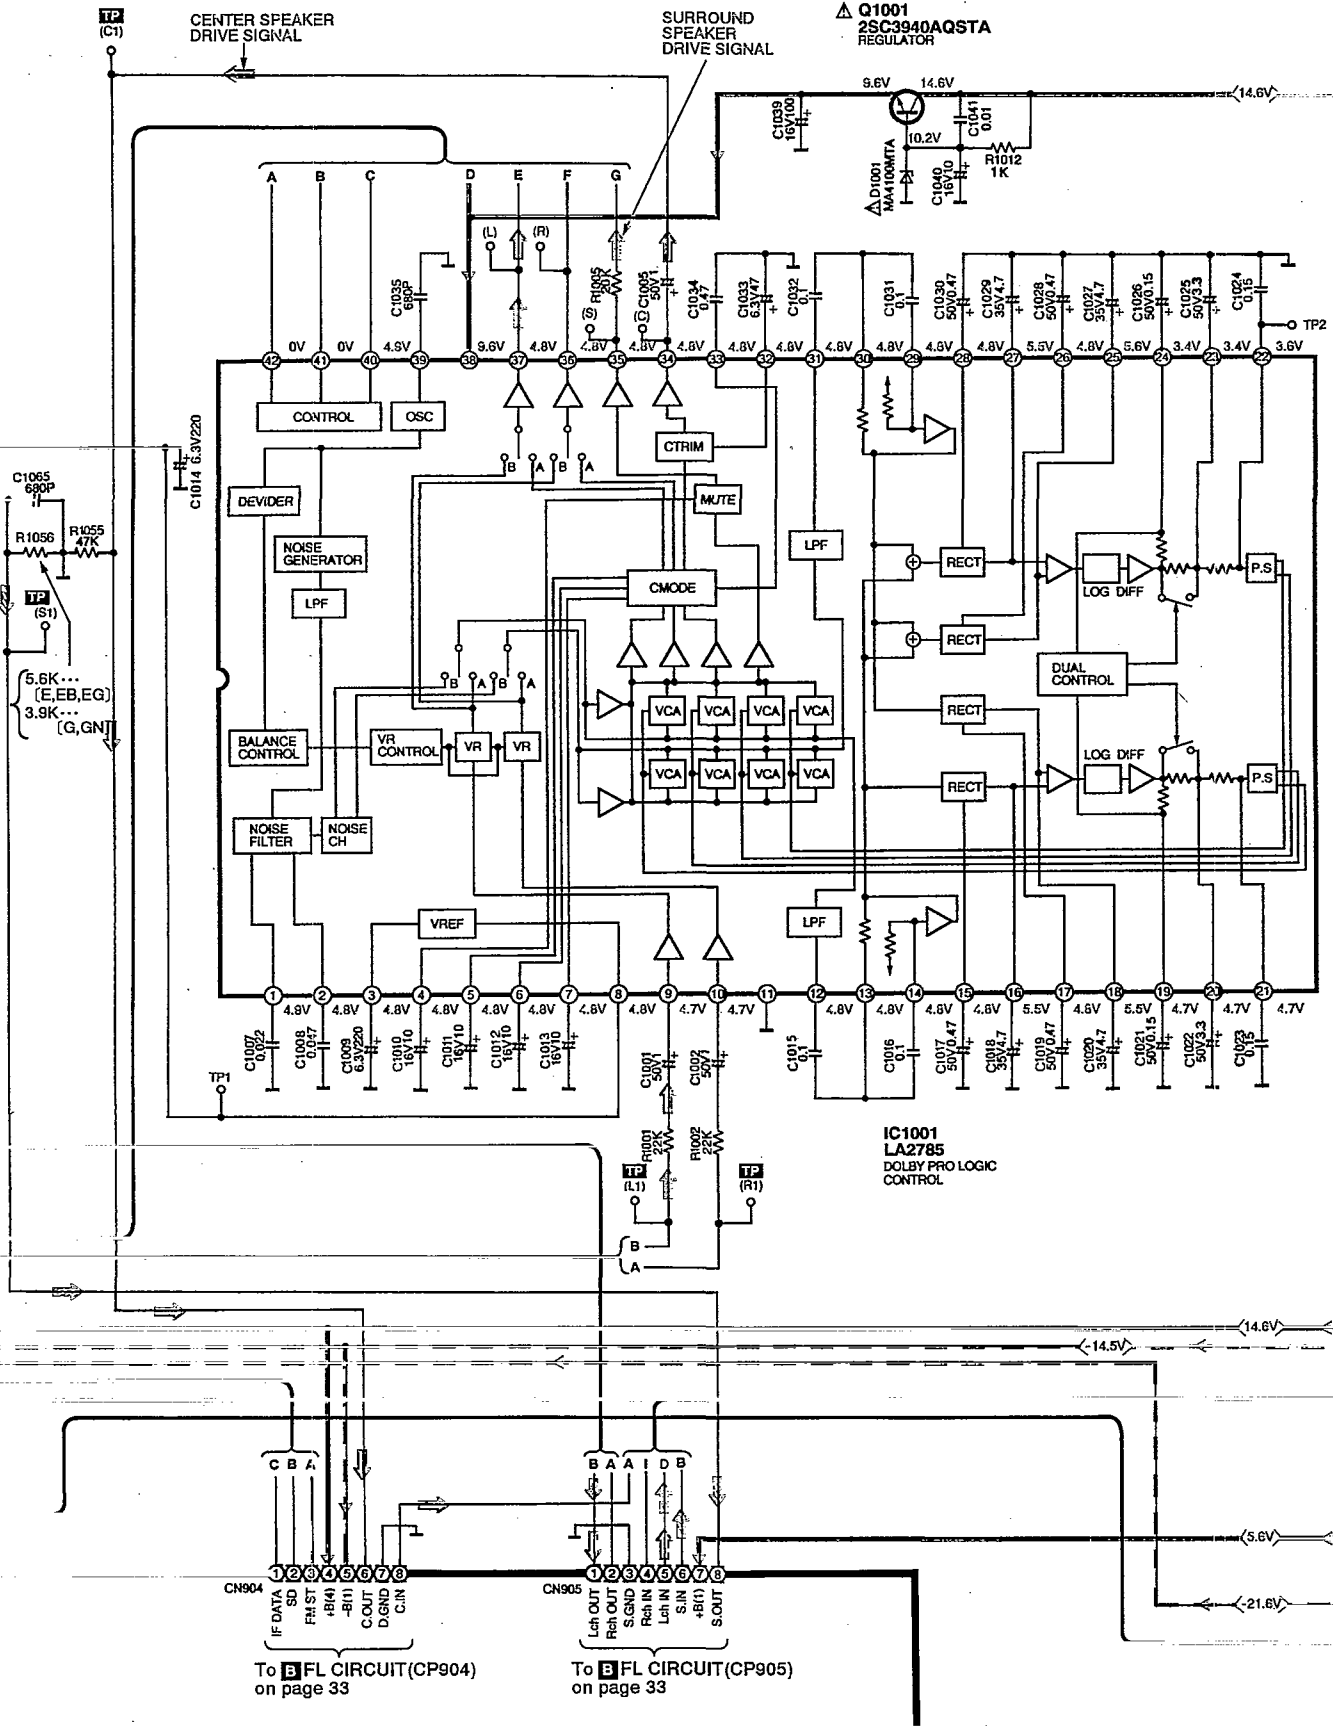 TP
(C1)
CENTER SPEAKER
DRIVE SIGNAL
SURROUND
SPEAKER
DRIVE SIGNAL
Q1001
2SC3940AQSTA
REGULATOR
9.6V
14.6V
14.6V
C1039
16V100
C1041
0.01
10.2V
R1012
1K
D1001
MA4100MTA
C1040
16V10
A B C D E F G
(L)
(R)
(S)
(C)
C1035
680P
R1005
20K
C1005
50V1
C1034
0.47
C1033
6.3V47
C1032
0.1
C1031
0.1
C1030
50V0.47
C1029
35V4.7
C1028
50V0.47
C1027
35V4.7
C1026
50V0.15
C1025
50V3.3
C1024
0.15
TP2
0V 0V 4.8V 9.6V 4.8V 4.8V 4.8V 4.8V 4.8V 4.8V 4.8V 4.8V 4.8V 4.8V 5.5V 4.8V 5.6V 3.4V 3.4V 3.6V
42 41 40 39 38 37 36 35 34 33 32 31 30 29 28 27 26 25 24 23 22
CONTROL
OSC
CTRIM
C1014 6.3V220
C1065
680P
R1056
R1055
47K
DEVIDER
B A B A
MUTE
NOISE
GENERATOR
LPF
LPF
CMODE
RECT
LOG DIFF
P.S
TP
(S1)
RECT
5.6K...
[E,EB,EG]
3.9K...
[G,GN]
B A B A
DUAL
CONTROL
VCA VCA VCA VCA
RECT
BALANCE
CONTROL
VR
CONTROL
VR
VR
VCA VCA VCA VCA
RECT
LOG DIFF
P.S
NOISE
FILTER
NOISE
CH
VREF
LPF
1 2 3 4 5 6 7 8 9 10 11 12 13 14 15 16 17 18 19 20 21
4.8V 4.8V 4.8V 4.8V 4.8V 4.8V 4.8V 4.8V 4.7V 4.7V 4.8V 4.8V 4.8V 4.8V 5.5V 4.8V 5.5V 4.7V 4.7V 4.7V
C1007
0.022
C1008
0.047
C1009
6.3V220
C1010
16V10
C1011
16V10
C1012
16V10
C1013
16V10
C1001
50V1
C1002
50V1
C1015
0.1
C1016
0.1
C1017
50V0.47
C1018
35V4.7
C1019
50V0.47
C1020
35V4.7
C1021
50V0.15
C1022
50V3.3
C1023
0.15
TP1
R1001
22K
R1002
22K
IC1001
LA2785
DOLBY PRO LOGIC
CONTROL
TP
(L1)
TP
(R1)
B
A
14.6V
-14.5V
C B A
B A A I D B
5.6V
CN904
1 2 3 4 5 6 7 8
CN905
1 2 3 4 5 6 7 8
IF DATA
SD
FM ST
+B(4)
-B(1)
C.OUT
D.GND
C.IN
Lch OUT
Rch OUT
S.GND
Rch IN
Lch IN
S.IN
+B(1)
S.OUT
-21.6V
To B FL CIRCUIT(CP904)
on page 33
To B FL CIRCUIT(CP905)
on page 33